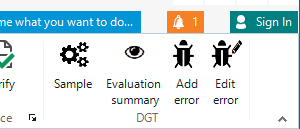 me what you want to do...
1
Sign In
rify
Sample
Evaluation
summary
Add
error
Edit
error
ce
DGT